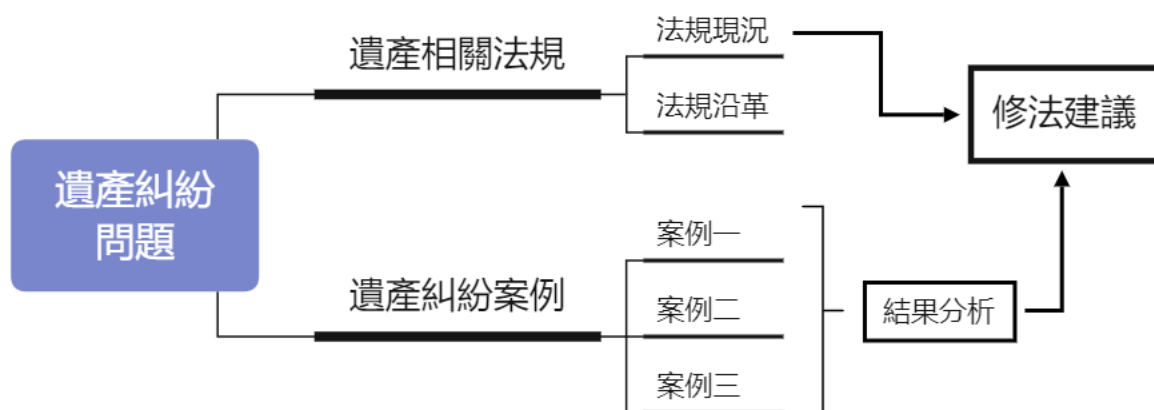 遺產糾紛
問題
遺產相關法規
法規現況
法規沿革
修法建議
遺產糾紛案例
案例一
案例二
案例三
結果分析